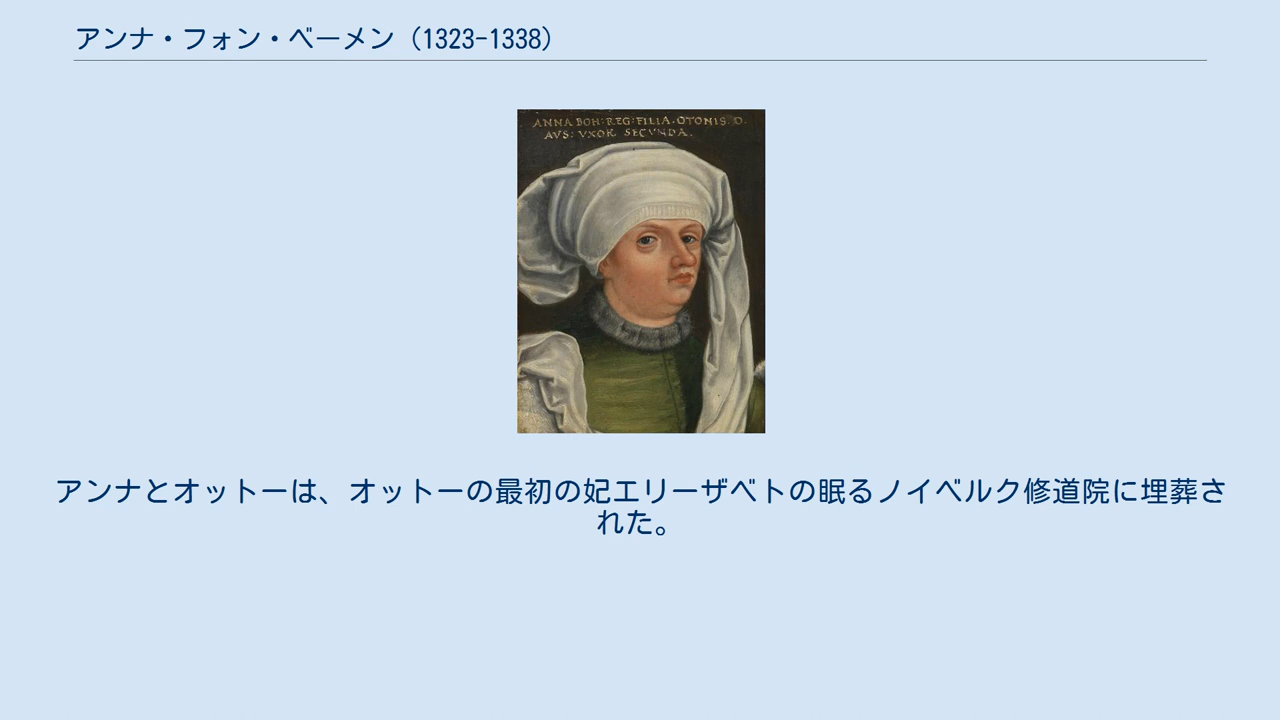 アンナ・フォン・ベーメン（1323-1338）
ANNA BOH: REG: FILIA. OTONIS. D.
AVS: VXOR SECVNDA.
アンナとオットーは、オットーの最初の妃エリーザベトの眠るノイベルク修道院に埋葬さ
れた。